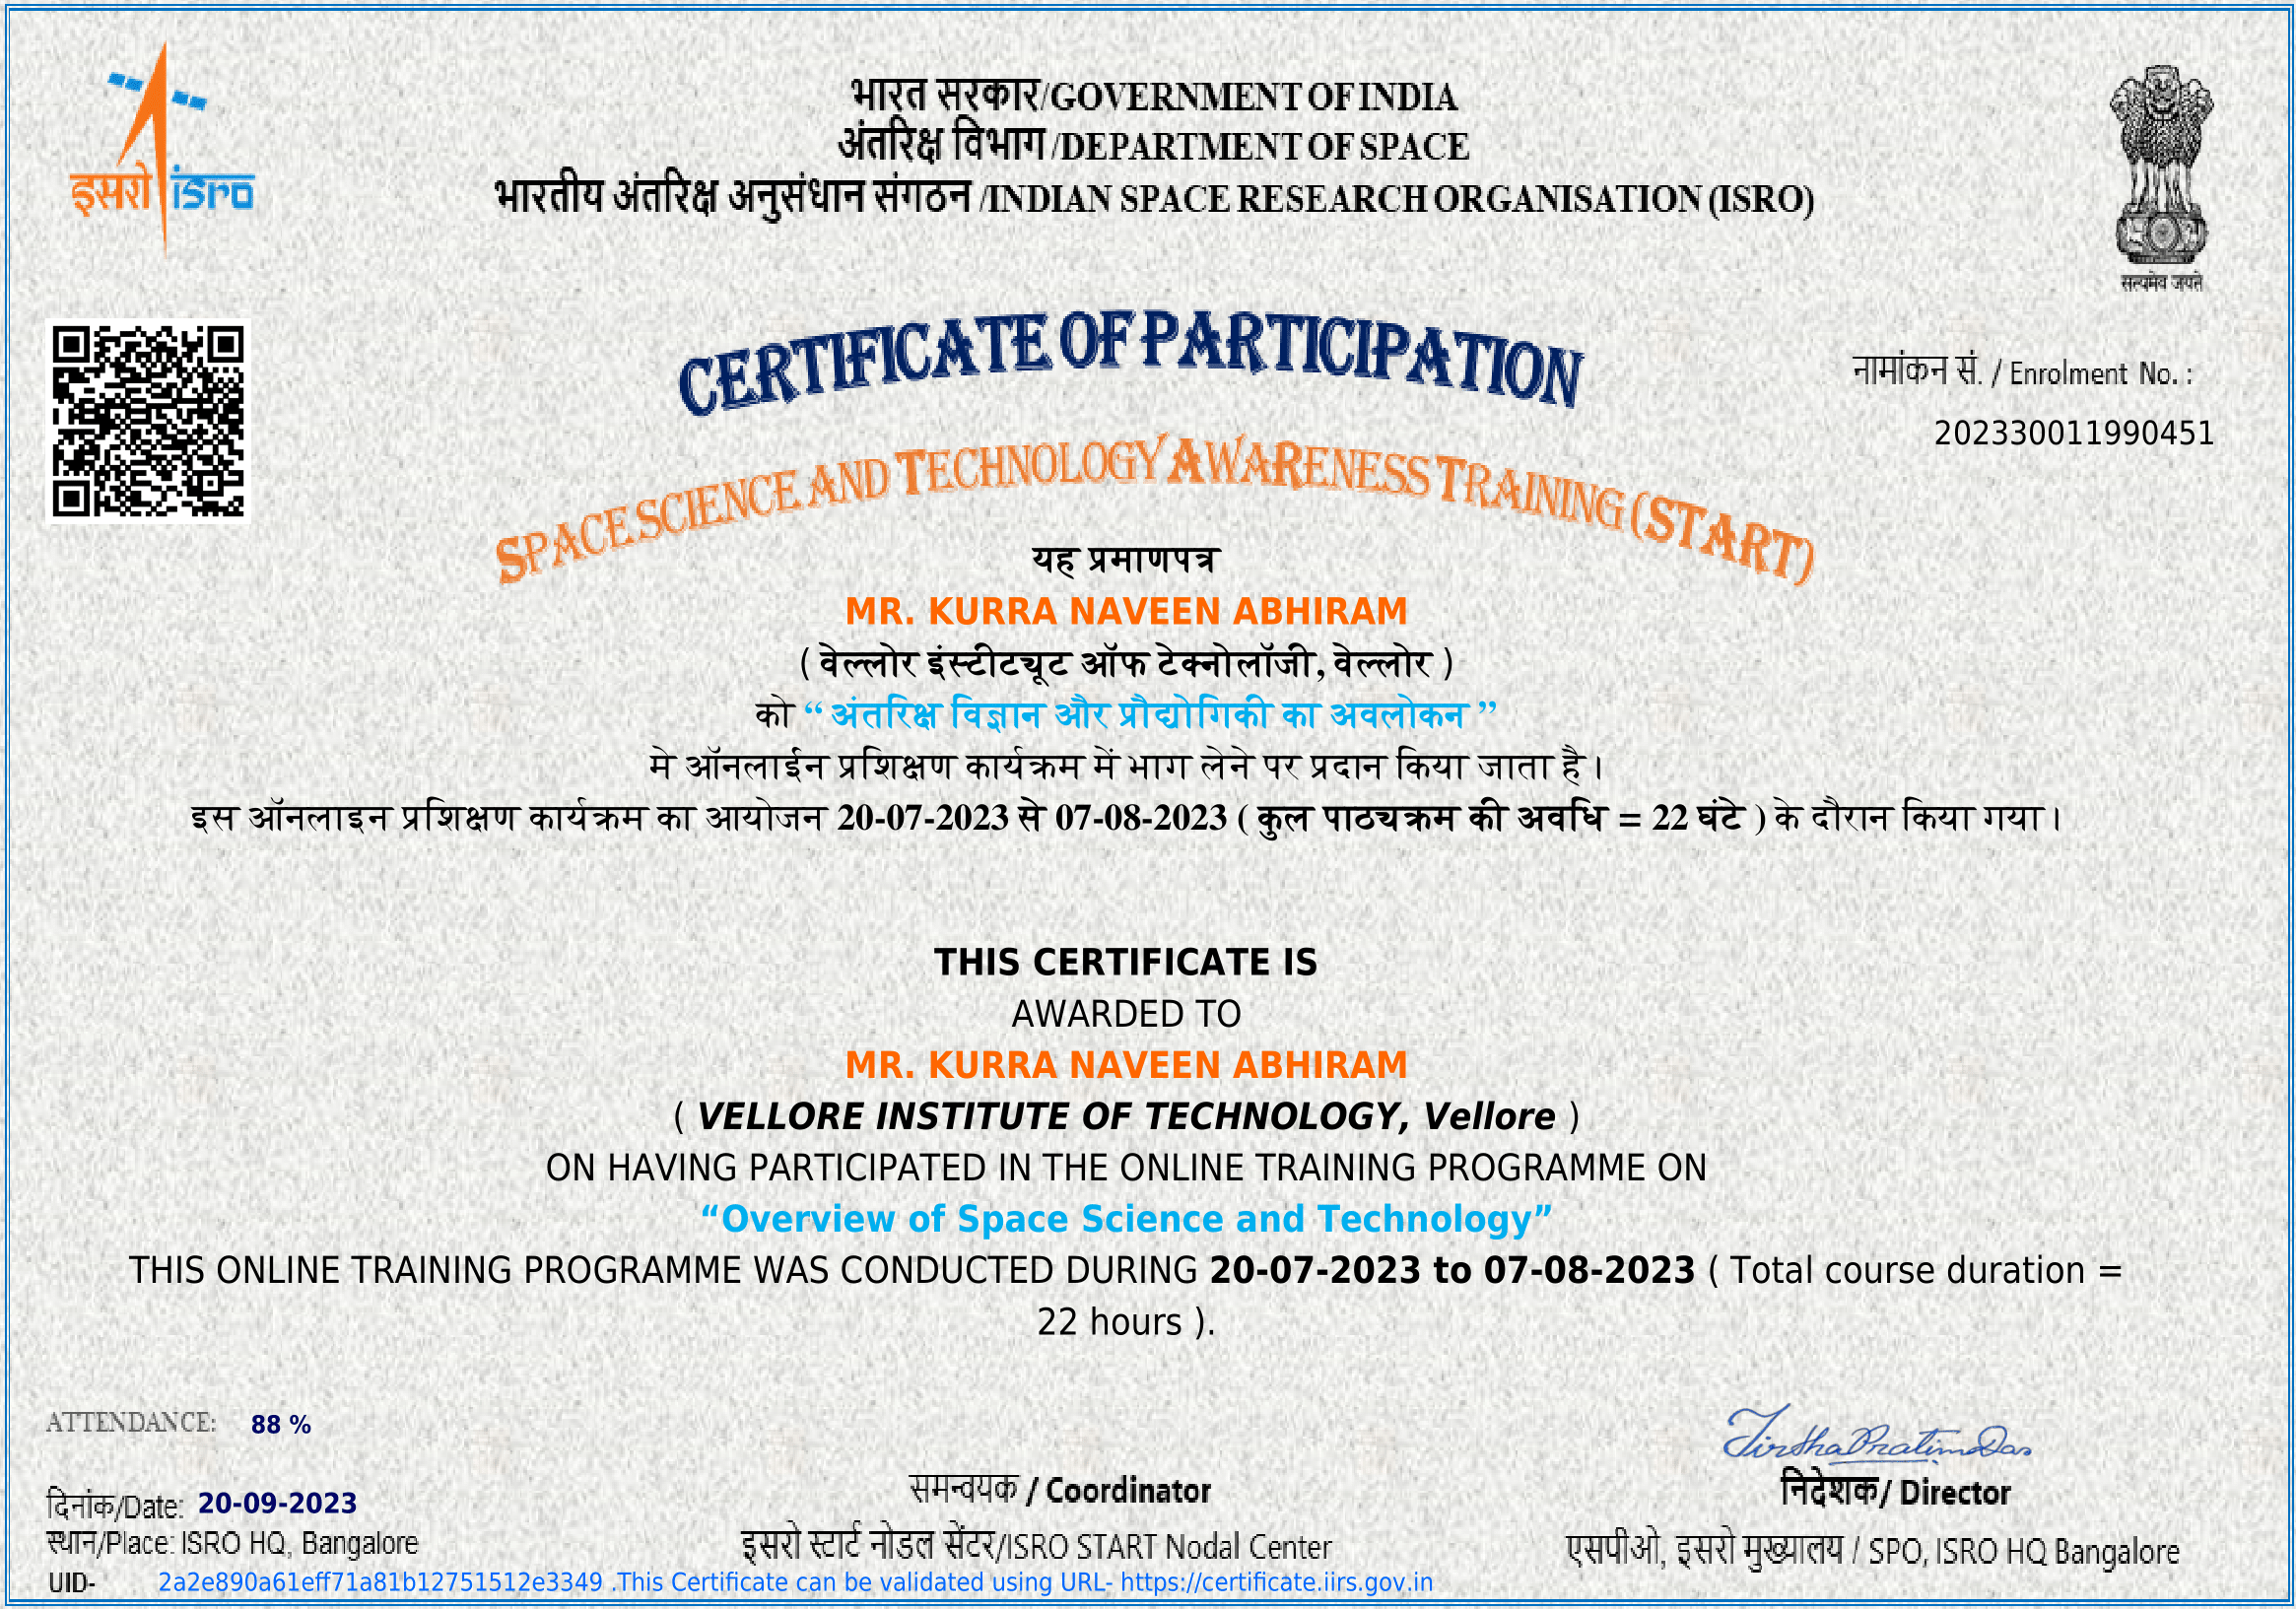 इसरो isro
भारत सरकार/GOVERNMENT OF INDIA
अंतरिक्ष विभाग /DEPARTMENT OF SPACE
भारतीय अंतरिक्ष अनुसंधान संगठन /INDIAN SPACE RESEARCH ORGANISATION (ISRO)
सत्यमेव जयते
CERTIFICATE OF PARTICIPATION
नामांकन सं. / Enrolment No. :
202330011990451
SPACE SCIENCE AND TECHNOLOGY AWARENESS TRAINING (START)
यह प्रमाणपत्र
MR. KURRA NAVEEN ABHIRAM
( वेल्लोर इंस्टीट्यूट ऑफ टेक्नोलॉजी, वेल्लोर )
को “ अंतरिक्ष विज्ञान और प्रौद्योगिकी का अवलोकन ”
मे ऑनलाईन प्रशिक्षण कार्यक्रम में भाग लेने पर प्रदान किया जाता है।
इस ऑनलाइन प्रशिक्षण कार्यक्रम का आयोजन 20-07-2023 से 07-08-2023 ( कुल पाठ्यक्रम की अवधि = 22 घंटे ) के दौरान किया गया।
THIS CERTIFICATE IS
AWARDED TO
MR. KURRA NAVEEN ABHIRAM
( VELLORE INSTITUTE OF TECHNOLOGY, Vellore )
ON HAVING PARTICIPATED IN THE ONLINE TRAINING PROGRAMME ON
“Overview of Space Science and Technology”
THIS ONLINE TRAINING PROGRAMME WAS CONDUCTED DURING 20-07-2023 to 07-08-2023 ( Total course duration =
22 hours ).
ATTENDANCE: 88 %
Tirtha Pratim Das
समन्वयक / Coordinator
निदेशक/ Director
दिनांक/Date: 20-09-2023
स्थान/Place: ISRO HQ, Bangalore
इसरो स्टार्ट नोडल सेंटर/ISRO START Nodal Center
एसपीओ, इसरो मुख्यालय / SPO, ISRO HQ Bangalore
UID- 2a2e890a61eff71a81b12751512e3349 .This Certificate can be validated using URL- https://certificate.iirs.gov.in